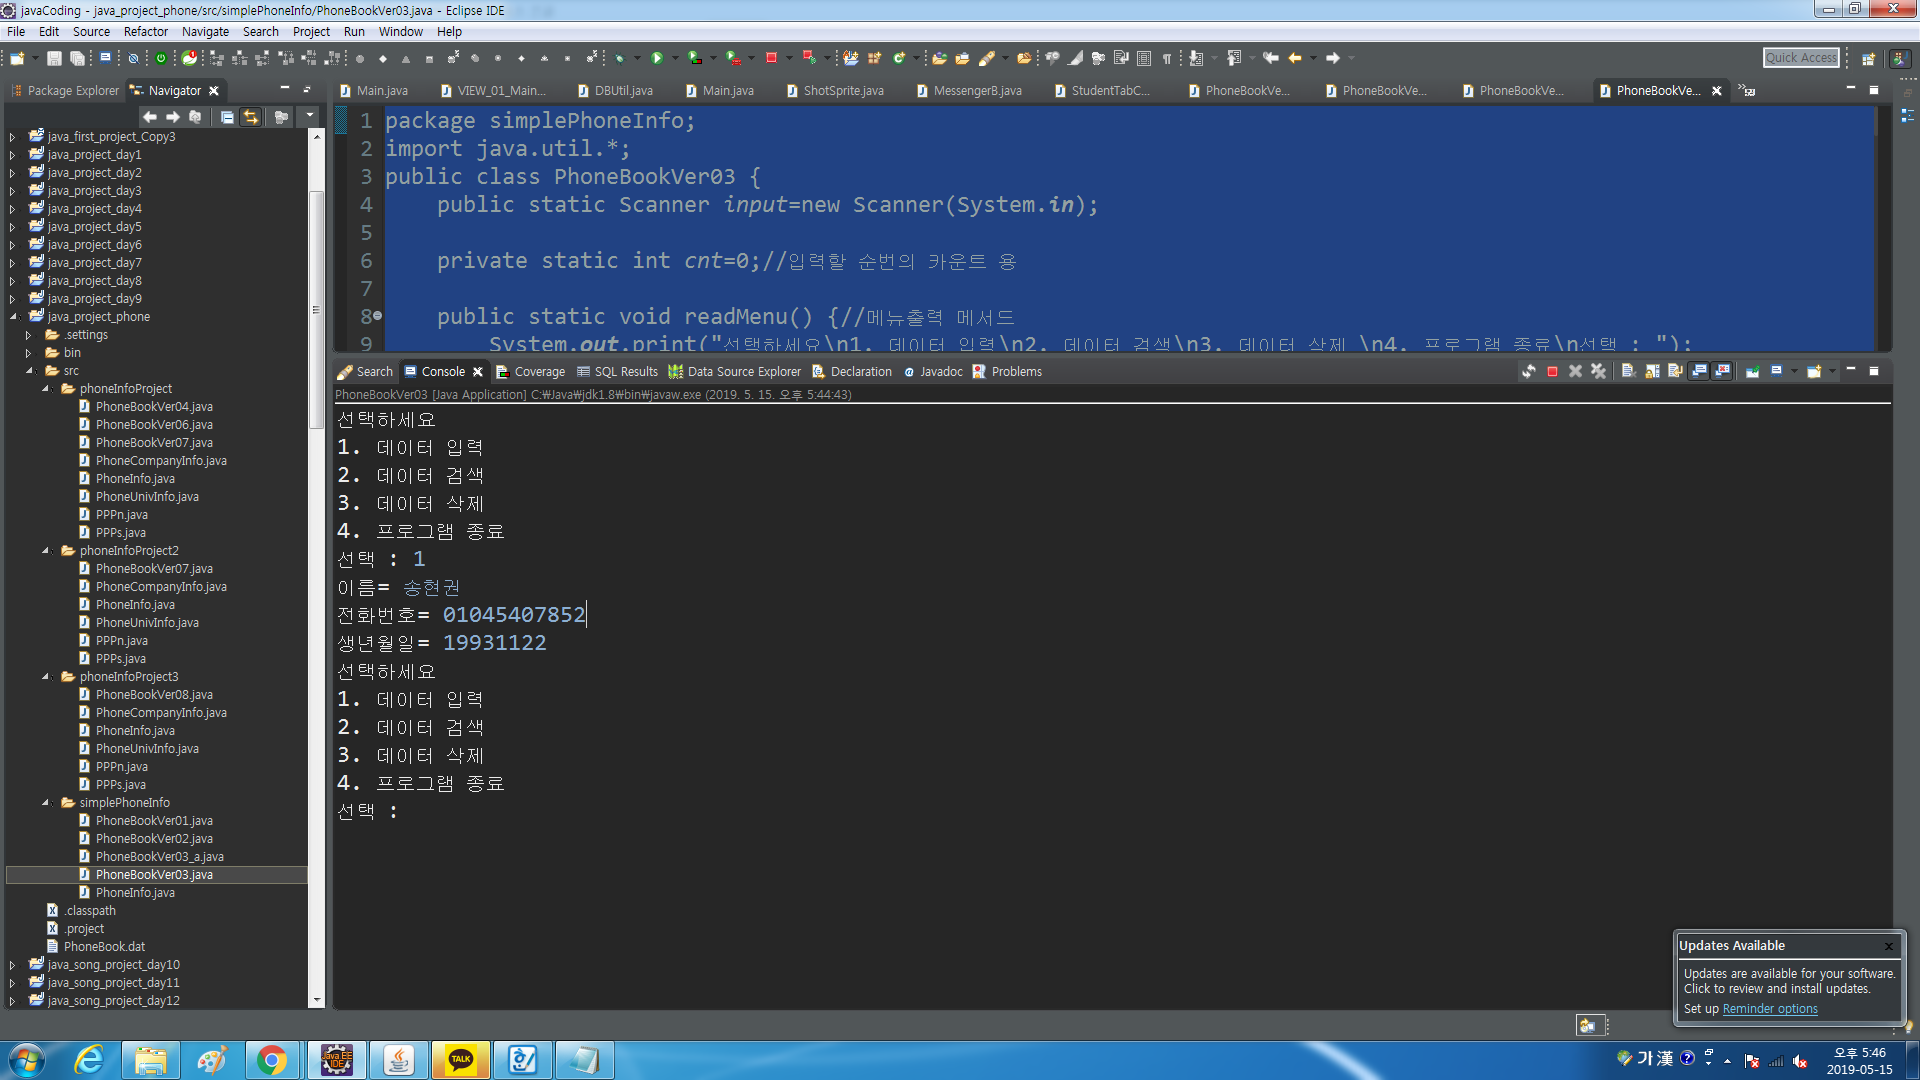 javaCoding - java_project_phone/src/simplePhoneInfo/PhoneBookVer03.java - Eclipse IDE
File Edit Source Refactor Navigate Search Project Run Window Help
Quick Access
Package Explorer Navigator
Main.java VIEW_01_Main... DBUtil.java Main.java ShotSprite.java MessengerB.java StudentTabC... PhoneBookVe... PhoneBookVe... PhoneBookVe... PhoneBookVe...
java_first_project_Copy3
java_project_day1
java_project_day2
java_project_day3
java_project_day4
java_project_day5
java_project_day6
java_project_day7
java_project_day8
java_project_day9
java_project_phone
.settings
bin
src
phoneInfoProject
PhoneBookVer04.java
PhoneBookVer06.java
PhoneBookVer07.java
PhoneCompanyInfo.java
PhoneInfo.java
PhoneUnivInfo.java
PPPn.java
PPPs.java
phoneInfoProject2
PhoneBookVer07.java
PhoneCompanyInfo.java
PhoneInfo.java
PhoneUnivInfo.java
PPPn.java
PPPs.java
phoneInfoProject3
PhoneBookVer08.java
PhoneCompanyInfo.java
PhoneInfo.java
PhoneUnivInfo.java
PPPn.java
PPPs.java
simplePhoneInfo
PhoneBookVer01.java
PhoneBookVer02.java
PhoneBookVer03_a.java
PhoneBookVer03.java
PhoneInfo.java
.classpath
.project
PhoneBook.dat
java_song_project_day10
java_song_project_day11
java_song_project_day12
1 package simplePhoneInfo;
2 import java.util.*;
3 public class PhoneBookVer03 {
4 public static Scanner input=new Scanner(System.in);
5
6 private static int cnt=0;//입력할 순번의 카운트 용
7
8 public static void readMenu() {//메뉴출력 메서드
9 System.out.print("선택하세요\n1. 데이터 입력\n2. 데이터 검색\n3. 데이터 삭제 \n4. 프로그램 종료\n선택 : ");
Search Console Coverage SQL Results Data Source Explorer Declaration Javadoc Problems
PhoneBookVer03 [Java Application] C:₩Java₩jdk1.8₩bin₩javaw.exe (2019. 5. 15. 오후 5:44:43)
선택하세요
1. 데이터 입력
2. 데이터 검색
3. 데이터 삭제
4. 프로그램 종료
선택 : 1
이름= 송현권
전화번호= 01045407852
생년월일= 19931122
선택하세요
1. 데이터 입력
2. 데이터 검색
3. 데이터 삭제
4. 프로그램 종료
선택 :
Updates Available
Updates are available for your software.
Click to review and install updates.
Set up Reminder options
Java EE
IDE
TALK
가 漢
오후 5:46
2019-05-15